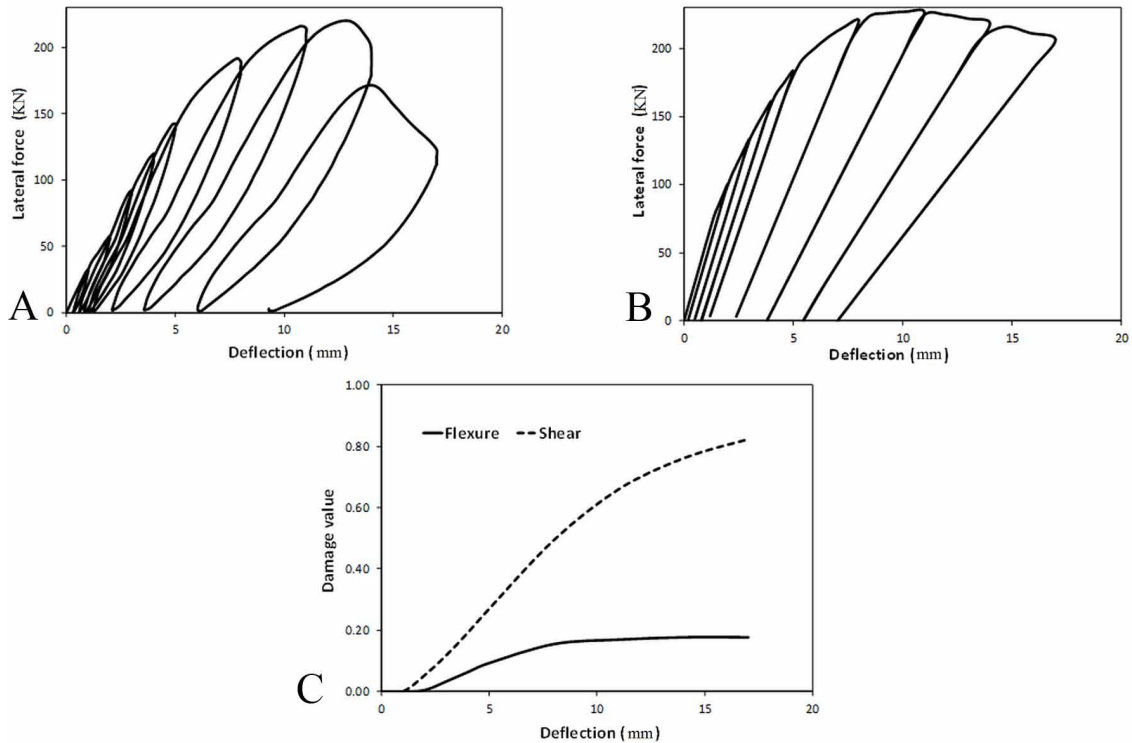 Lateral force (KN)
200
150
100
50
0
0 5 10 15 20
Deflection (mm)
A
Lateral force (KN)
200
150
100
50
0
0 5 10 15 20
Deflection (mm)
B
Damage value
1.00
0.80
0.60
0.40
0.20
0.00
Flexure Shear
0 5 10 15 20
Deflection (mm)
C